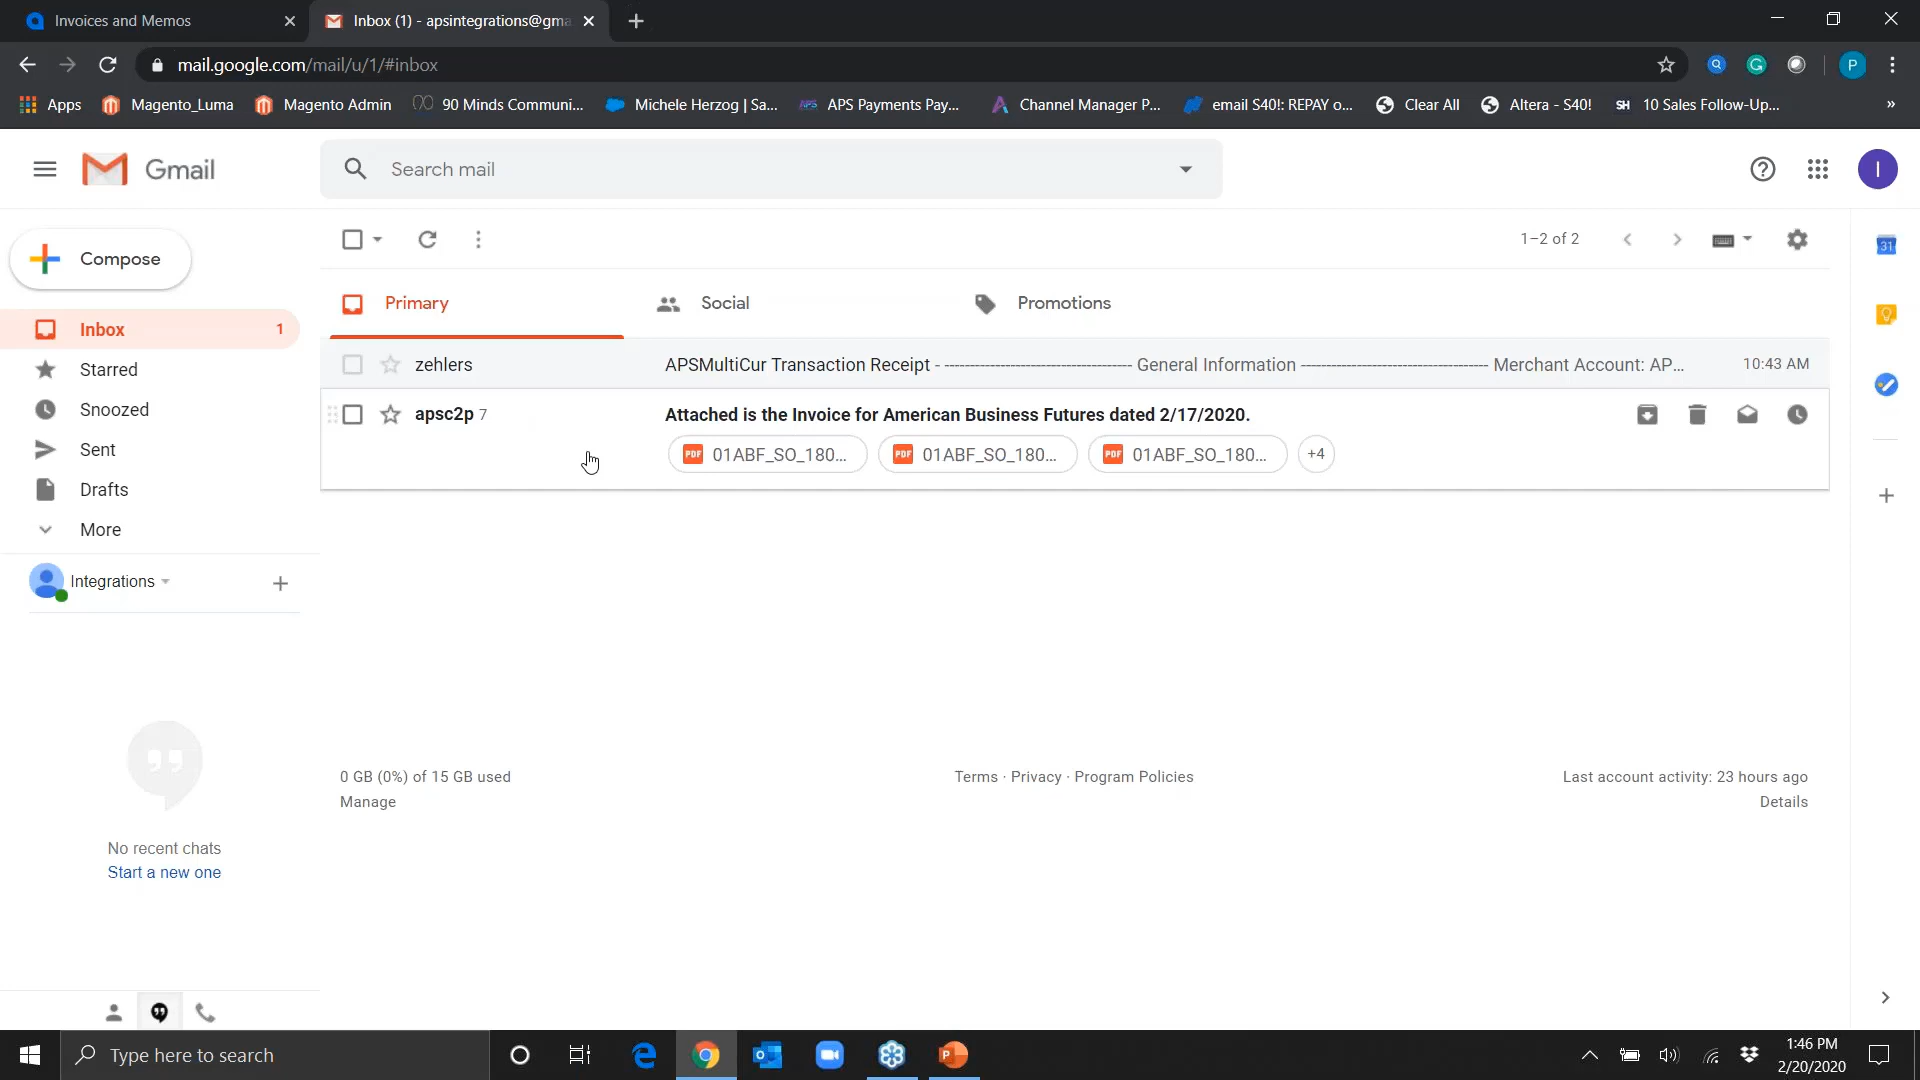 Invoices and Memos
Inbox (1) - apsintegrations@gma
mail.google.com/mail/u/1/#inbox
Apps
Magento_Luma
Magento Admin
90 Minds Communi...
Michele Herzog | Sa...
APS Payments Pay...
Channel Manager P...
email S40!: REPAY o...
Clear All
Altera - S40!
SH 10 Sales Follow-Up...
»
Gmail
Search mail
I
P
Compose
1–2 of 2
31
Primary
Social
Promotions
Inbox 1
Starred
Snoozed
Sent
Drafts
More
zehlers APSMultiCur Transaction Receipt - ------------------------------------ General Information ------------------------------------ Merchant Account: AP... 10:43 AM
apsc2p 7 Attached is the Invoice for American Business Futures dated 2/17/2020.
PDF 01ABF_SO_180... PDF 01ABF_SO_180... PDF 01ABF_SO_180... +4
Integrations
0 GB (0%) of 15 GB used
Manage
Terms · Privacy · Program Policies
Last account activity: 23 hours ago
Details
No recent chats
Start a new one
Type here to search
1:46 PM
2/20/2020